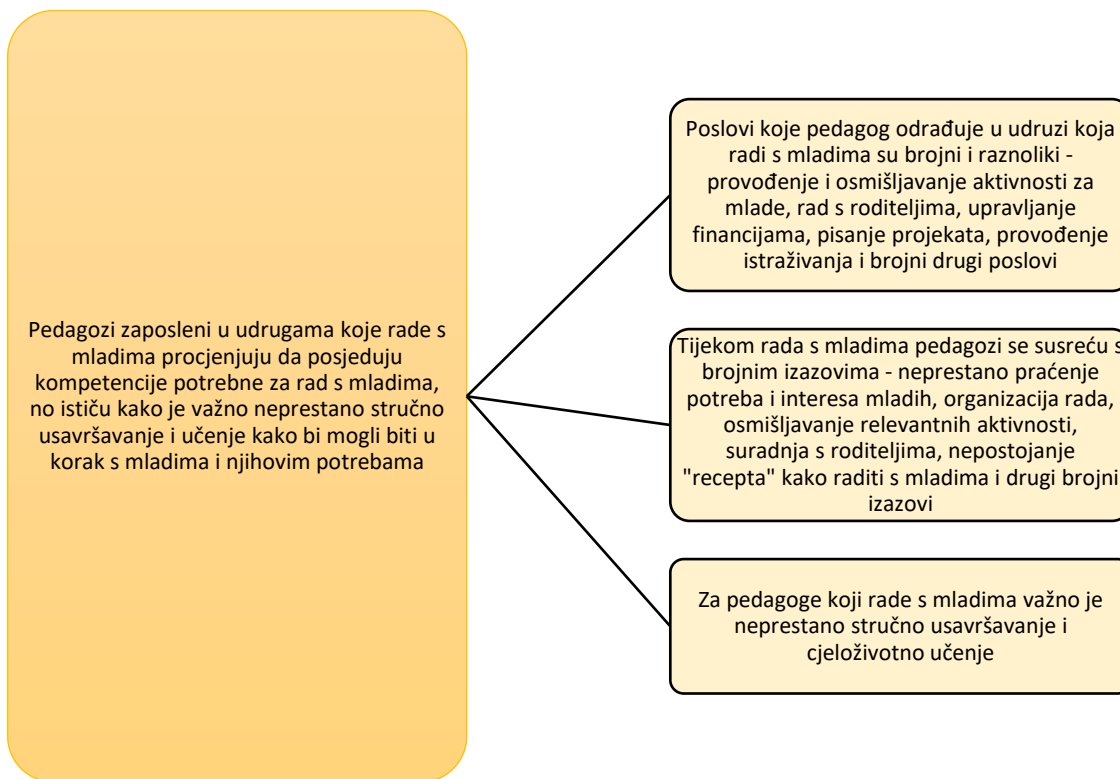 Pedagozi zaposleni u udrugama koje rade s
mladima procjenjuju da posjeduju
kompetencije potrebne za rad s mladima,
no ističu kako je važno neprestano stručno
usavršavanje i učenje kako bi mogli biti u
korak s mladima i njihovim potrebama
Poslovi koje pedagog odrađuje u udruzi koja
radi s mladima su brojni i raznoliki -
provođenje i osmišljavanje aktivnosti za
mlade, rad s roditeljima, upravljanje
financijama, pisanje projekata, provođenje
istraživanja i brojni drugi poslovi
Tijekom rada s mladima pedagozi se susreću s
brojnim izazovima - neprestano praćenje
potreba i interesa mladih, organizacija rada,
osmišljavanje relevantnih aktivnosti,
suradnja s roditeljima, nepostojanje
"recepta" kako raditi s mladima i drugi brojni
izazovi
Za pedagoge koji rade s mladima važno je
neprestano stručno usavršavanje i
cjeloživotno učenje